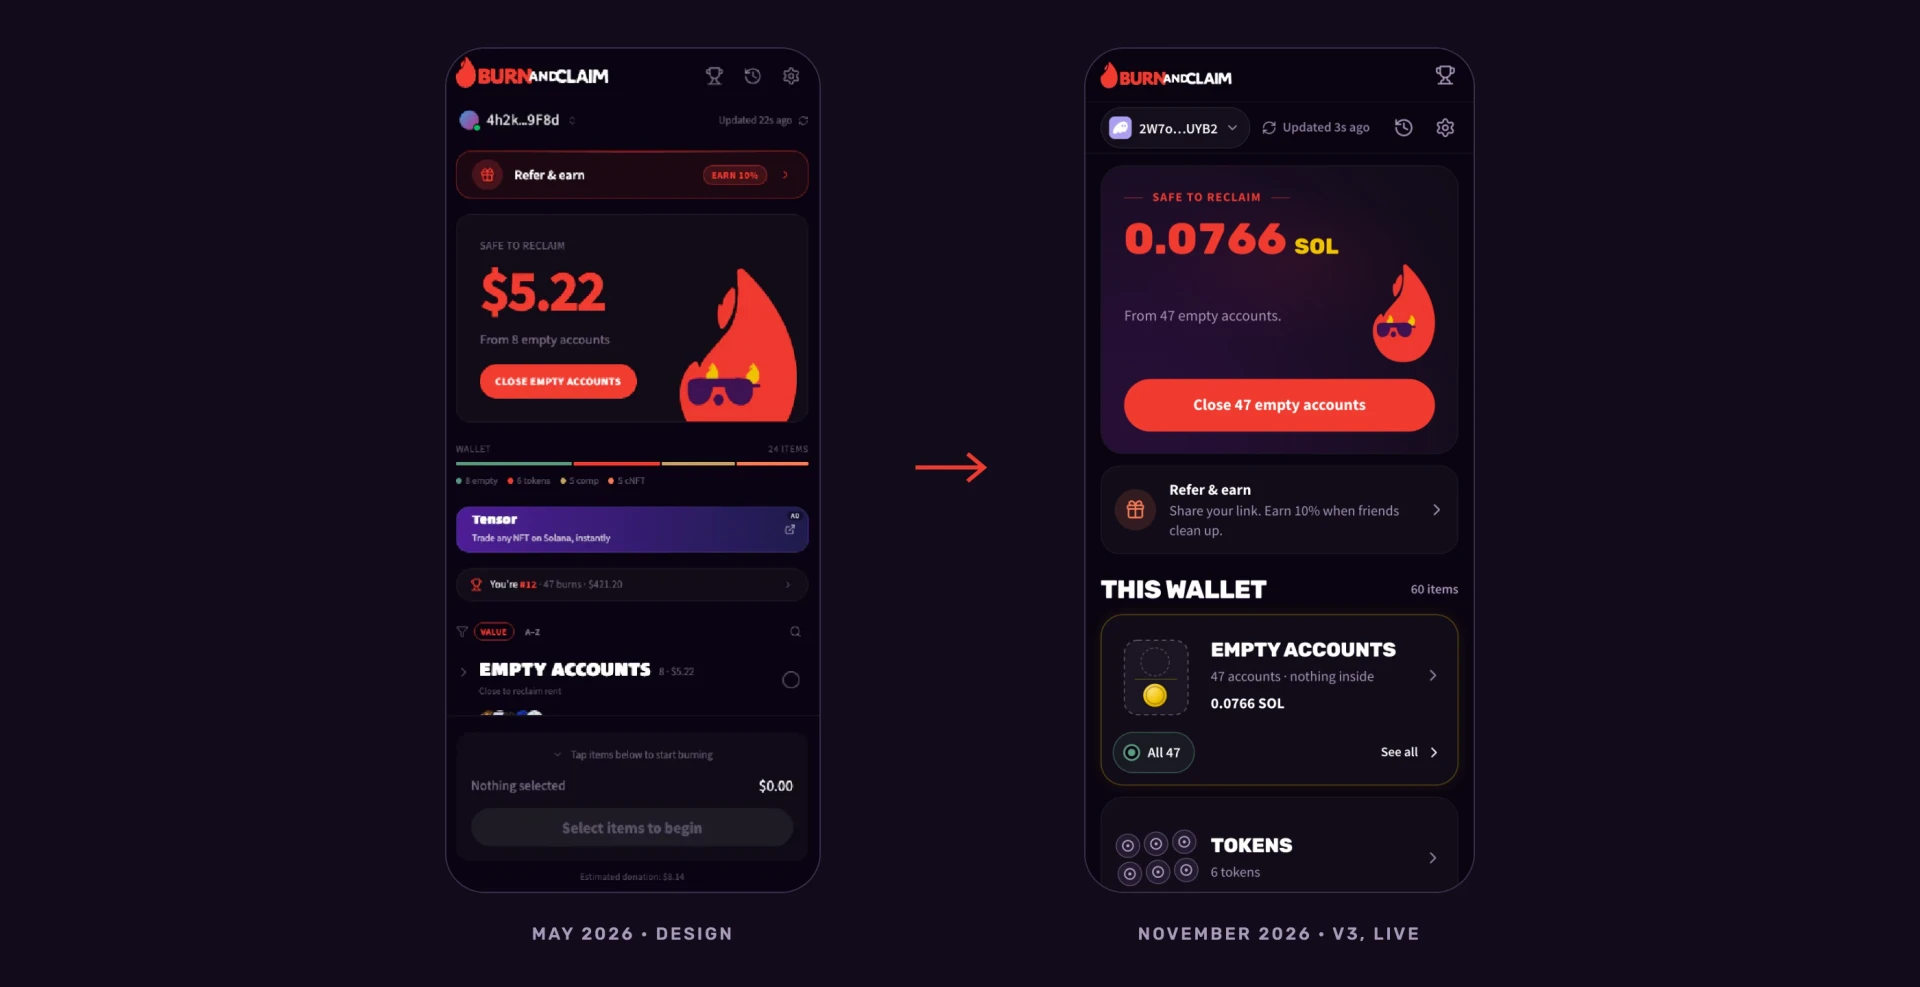 BURNANDCLAIM
4h2k...9F8d
Updated 22s ago
Refer & earn
EARN 10%
SAFE TO RECLAIM
$5.22
From 8 empty accounts
CLOSE EMPTY ACCOUNTS
WALLET
24 ITEMS
8 empty
6 tokens
5 comp
5 cNFT
Tensor
AD
Trade any NFT on Solana, instantly
You're #12 · 47 burns · $421.20
VALUE
A-Z
EMPTY ACCOUNTS 8 · $5.22
Close to reclaim rent
Tap items below to start burning
Nothing selected
$0.00
Select items to begin
Estimated donation: $8.14
MAY 2026 • DESIGN
BURNANDCLAIM
2W7o...UYB2
Updated 3s ago
SAFE TO RECLAIM
0.0766 SOL
From 47 empty accounts.
Close 47 empty accounts
Refer & earn
Share your link. Earn 10% when friends
clean up.
THIS WALLET
60 items
EMPTY ACCOUNTS
47 accounts · nothing inside
0.0766 SOL
All 47
See all
TOKENS
6 tokens
NOVEMBER 2026 • V3, LIVE